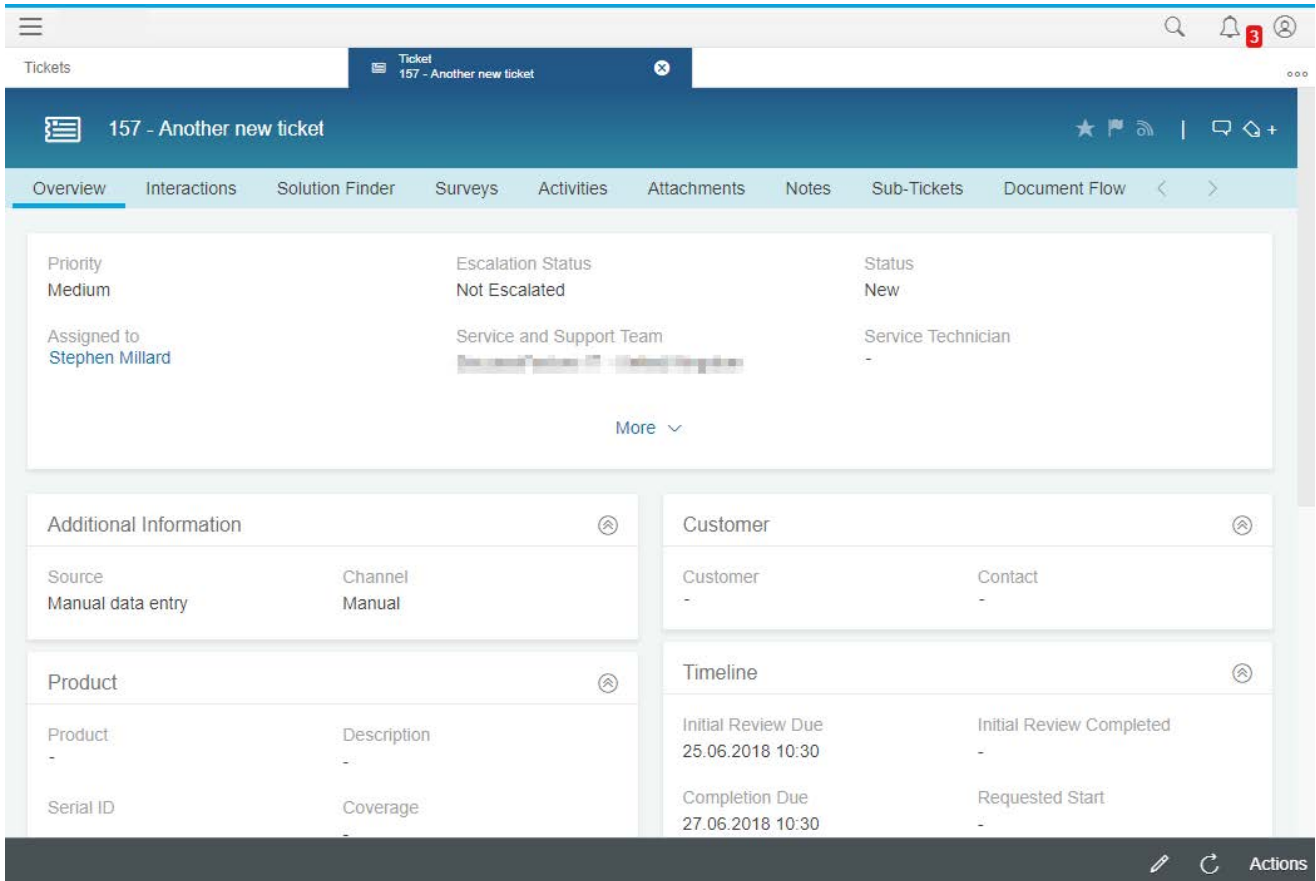 3
Tickets
Ticket
157 - Another new ticket
157 - Another new ticket
Overview Interactions Solution Finder Surveys Activities Attachments Notes Sub-Tickets Document Flow
Priority Escalation Status Status
Medium Not Escalated New
Assigned to Service and Support Team Service Technician
Stephen Millard -
More
Additional Information
Source Channel
Manual data entry Manual
Customer
Customer Contact
- -
Product
Product Description
- -
Serial ID Coverage
-
Timeline
Initial Review Due Initial Review Completed
25.06.2018 10:30 -
Completion Due Requested Start
27.06.2018 10:30 -
Actions